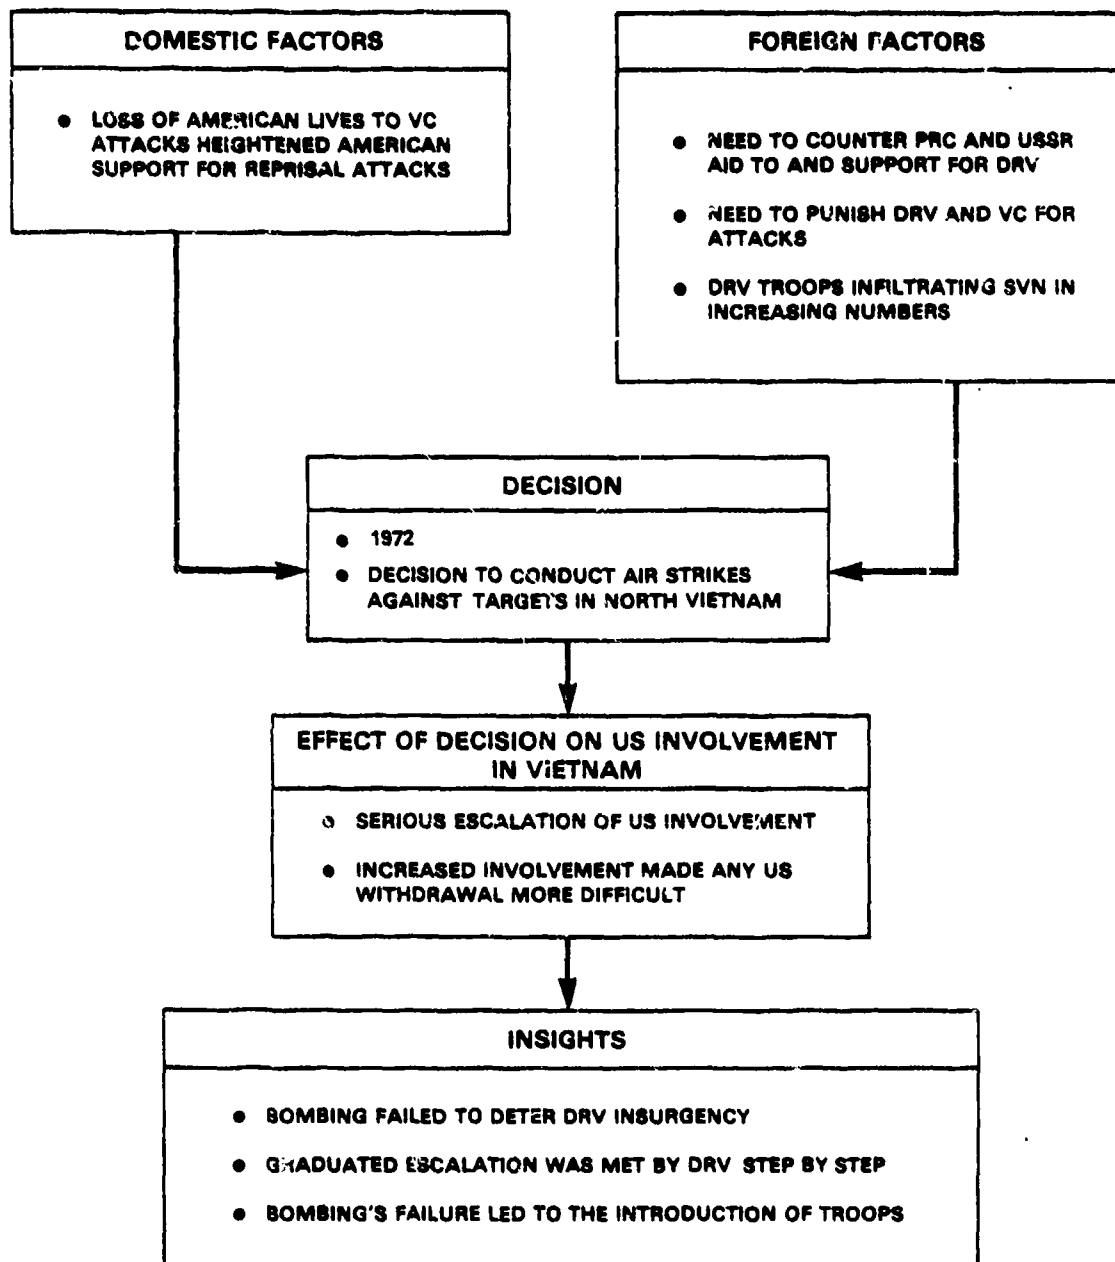 DOMESTIC FACTORS
● LOSS OF AMERICAN LIVES TO VC
ATTACKS HEIGHTENED AMERICAN
SUPPORT FOR REPRISAL ATTACKS
FOREIGN FACTORS
● NEED TO COUNTER PRC AND USSR
AID TO AND SUPPORT FOR DRV
● NEED TO PUNISH DRV AND VC FOR
ATTACKS
● DRV TROOPS INFILTRATING SVN IN
INCREASING NUMBERS
DECISION
● 1972
● DECISION TO CONDUCT AIR STRIKES
AGAINST TARGETS IN NORTH VIETNAM
EFFECT OF DECISION ON US INVOLVEMENT
IN VIETNAM
● SERIOUS ESCALATION OF US INVOLVEMENT
● INCREASED INVOLVEMENT MADE ANY US
WITHDRAWAL MORE DIFFICULT
INSIGHTS
● BOMBING FAILED TO DETER DRV INSURGENCY
● GRADUATED ESCALATION WAS MET BY DRV STEP BY STEP
● BOMBING'S FAILURE LED TO THE INTRODUCTION OF TROOPS